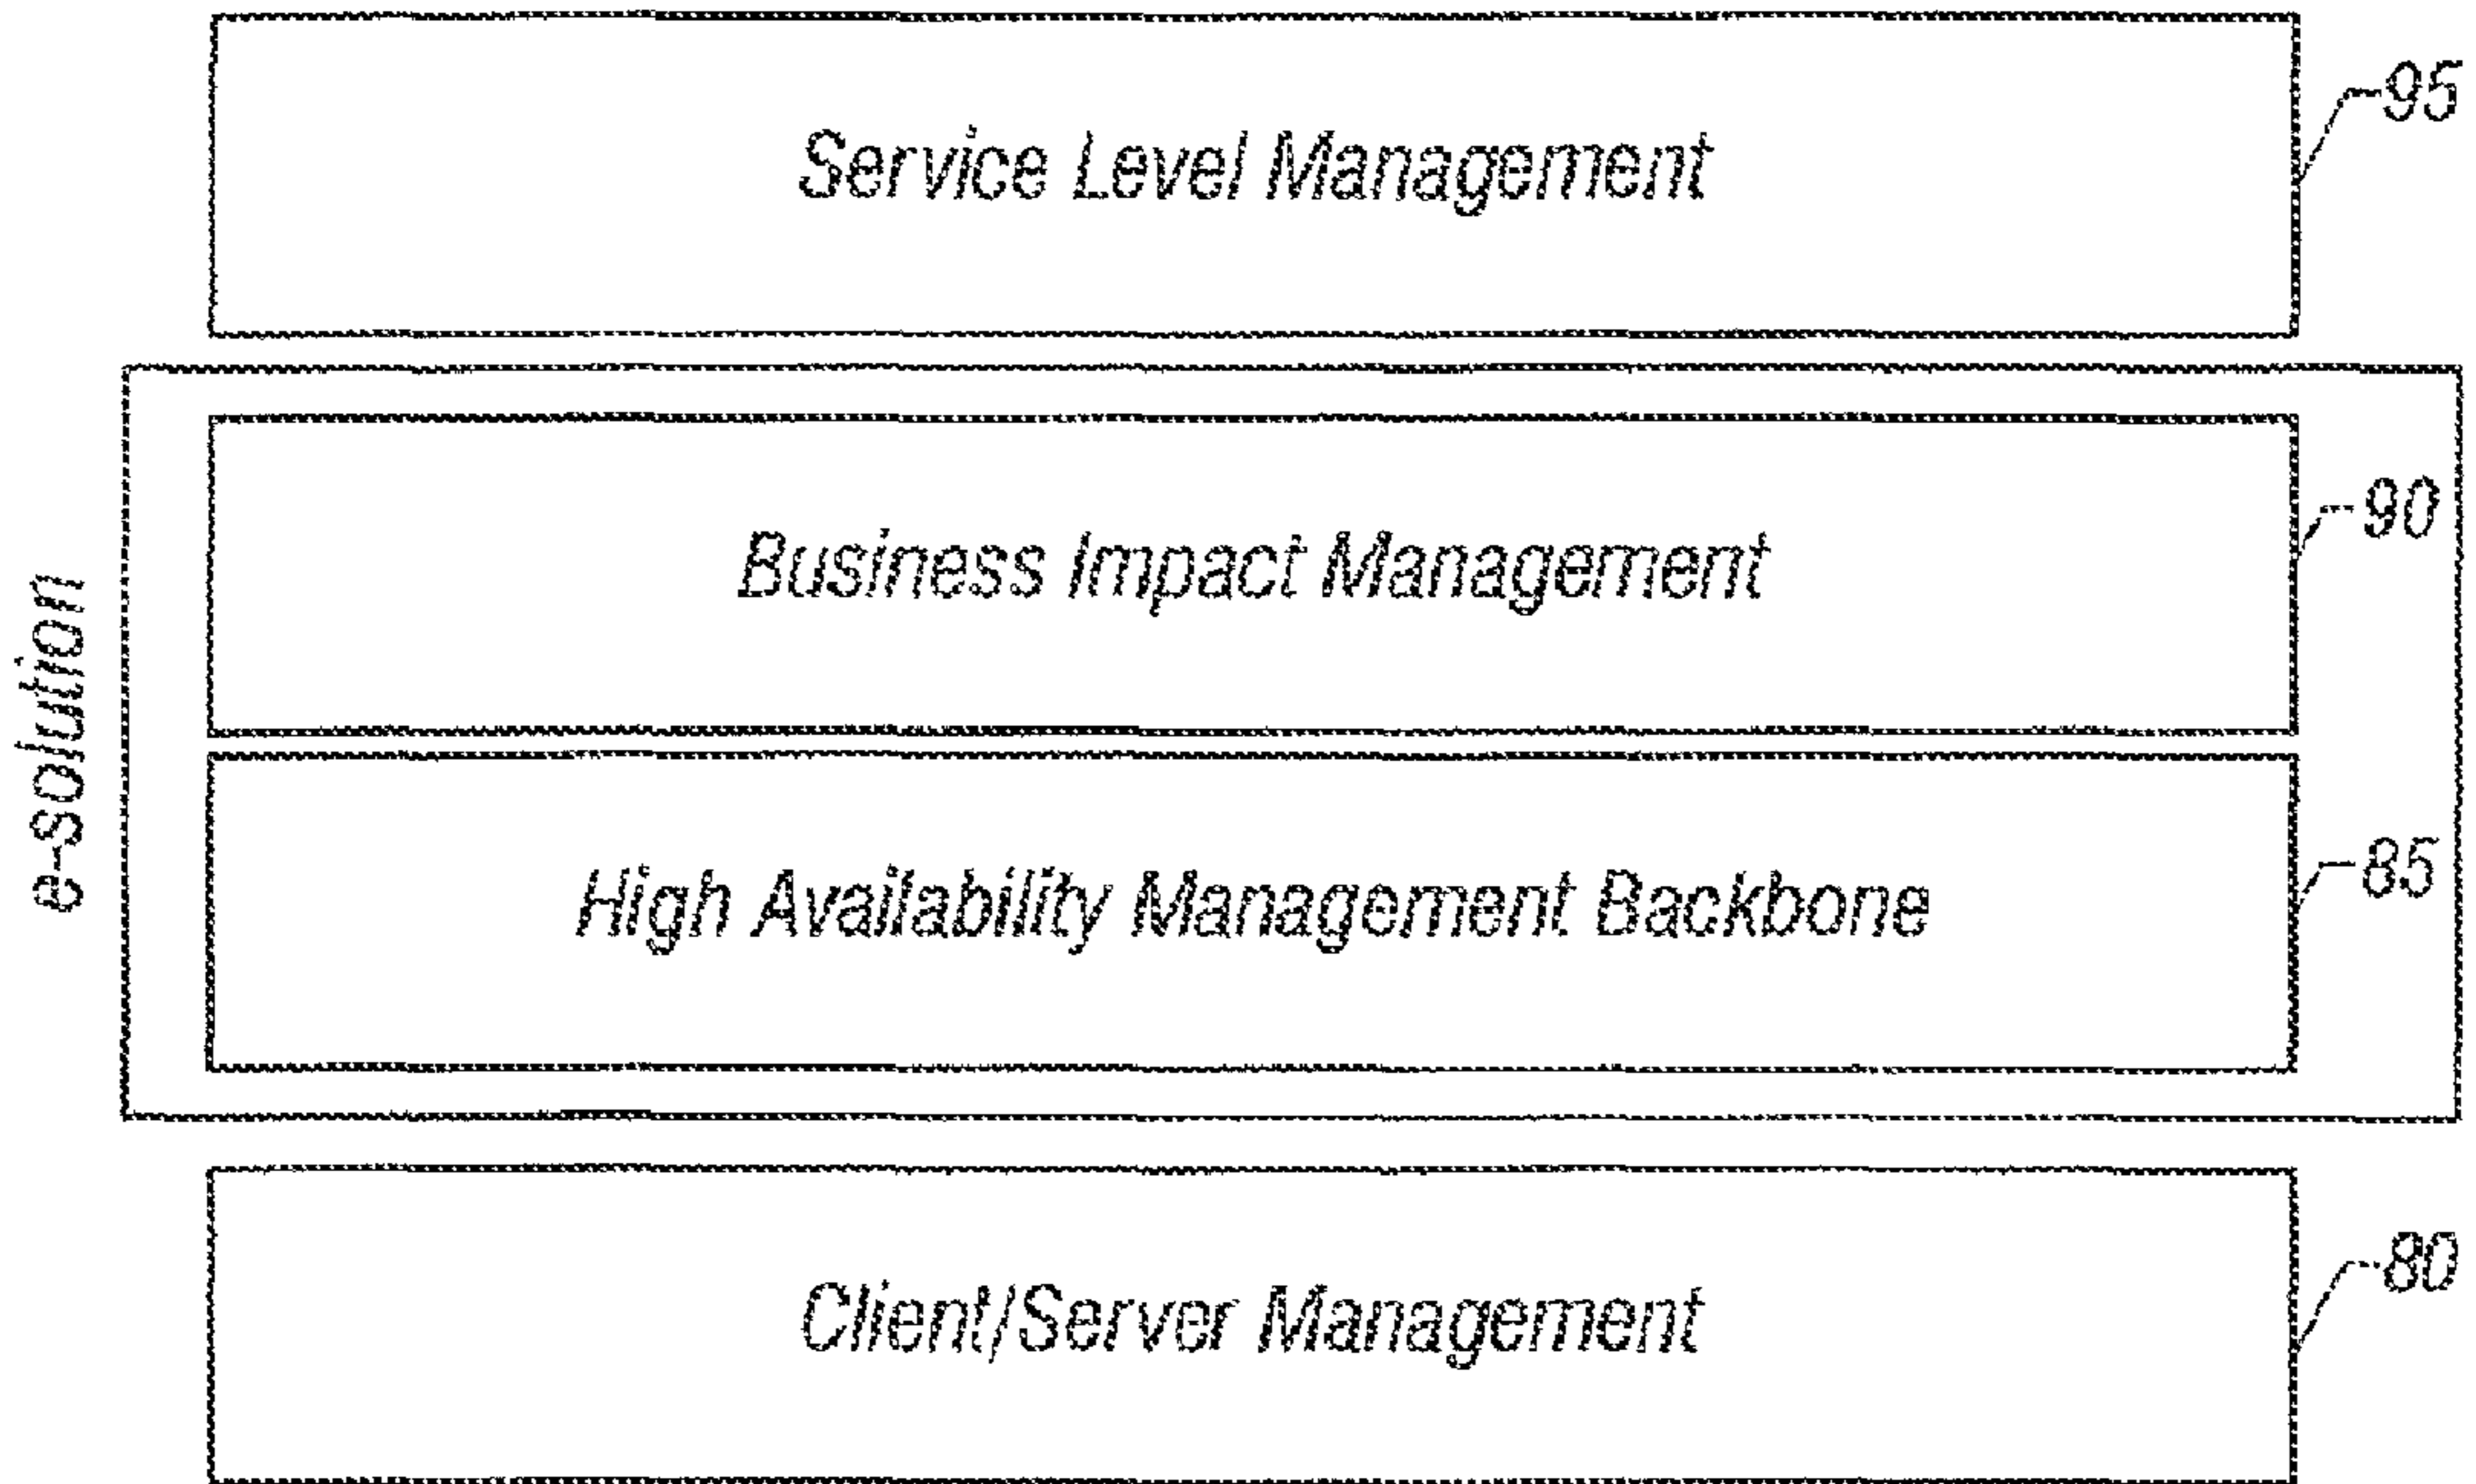 Service Level Management
95
e-solution
Business Impact Management
90
High Availability Management Backbone
85
Client/Server Management
80